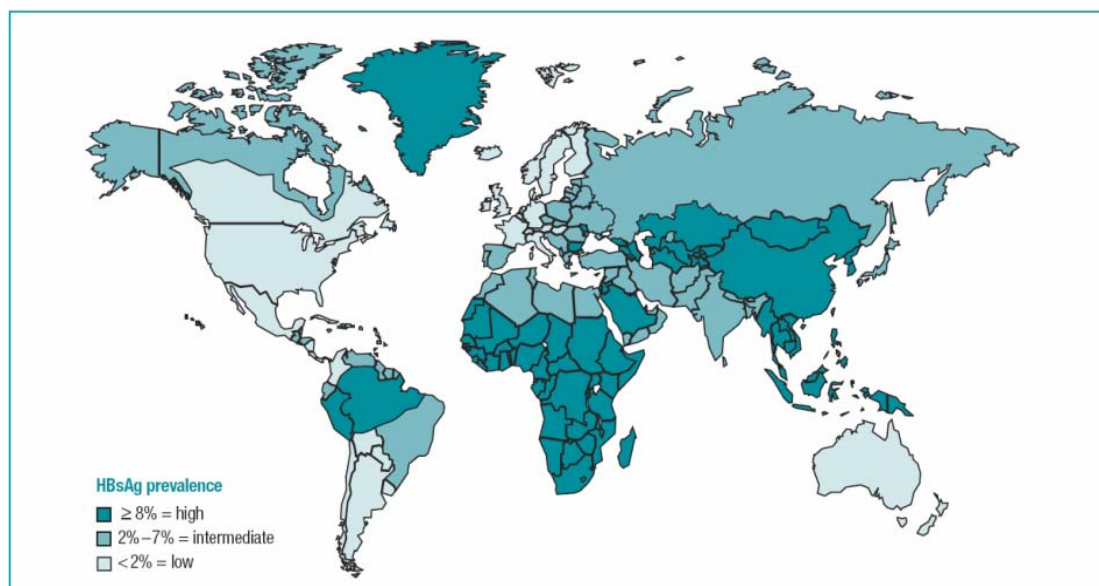 HBsAg prevalence
≥ 8% = high
2%–7% = intermediate
< 2% = low